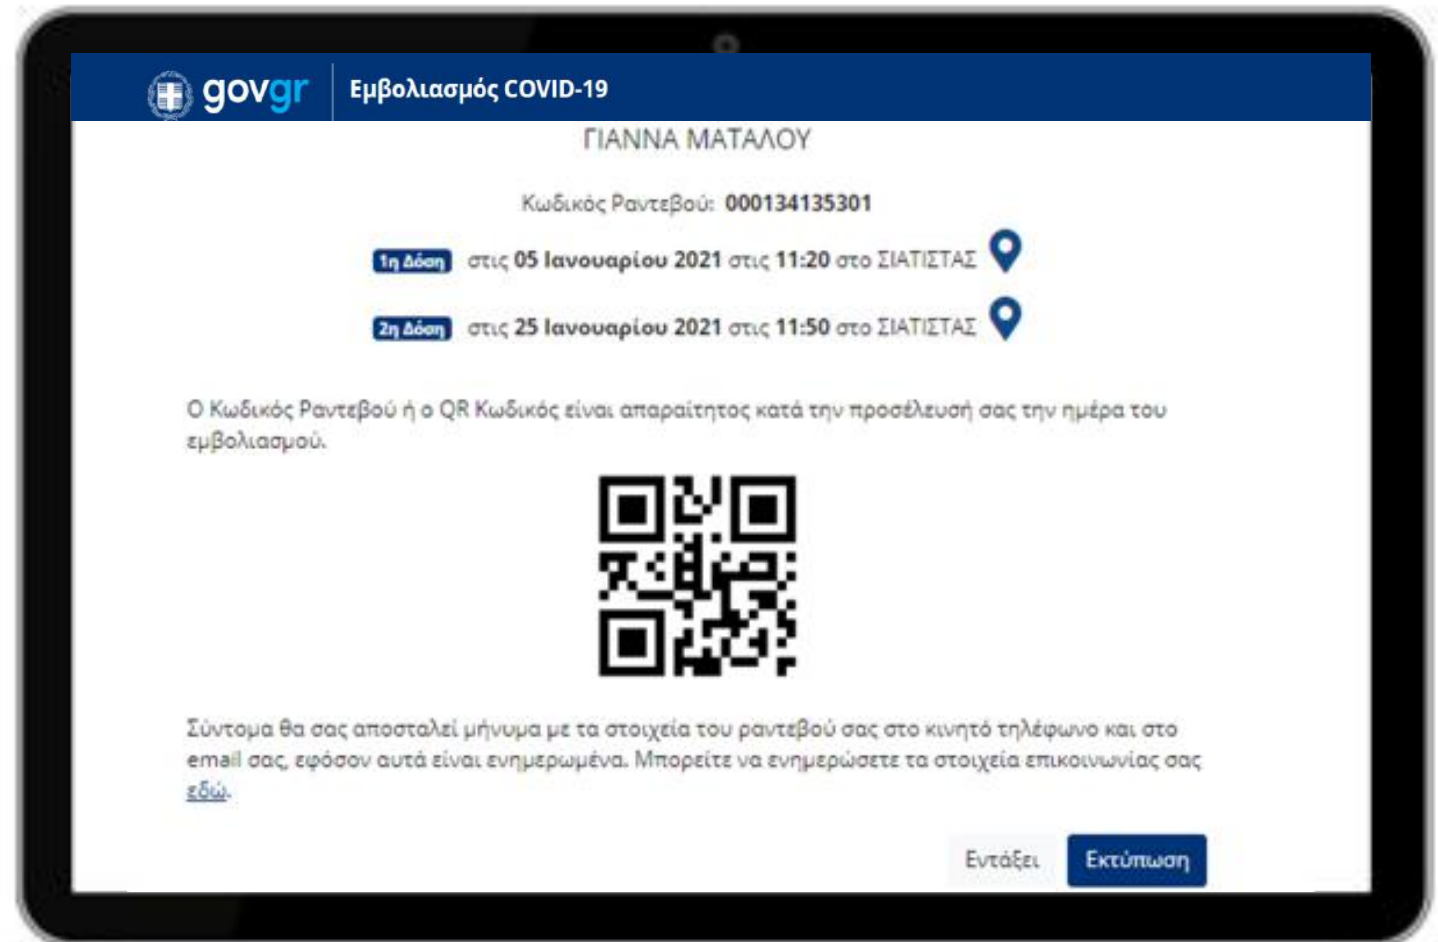 govgr Εμβολιασμός COVID-19
ΓΙΑΝΝΑ ΜΑΤΑΛΟΥ
Κωδικός Ραντεβού: 000134135301
1η Δόση στις 05 Ιανουαρίου 2021 στις 11:20 στο ΣΙΑΤΙΣΤΑΣ
2η Δόση στις 25 Ιανουαρίου 2021 στις 11:50 στο ΣΙΑΤΙΣΤΑΣ
Ο Κωδικός Ραντεβού ή ο QR Κωδικός είναι απαραίτητος κατά την προσέλευσή σας την ημέρα του
εμβολιασμού.
Σύντομα θα σας αποσταλεί μήνυμα με τα στοιχεία του ραντεβού σας στο κινητό τηλέφωνο και στο
email σας, εφόσον αυτά είναι ενημερωμένα. Μπορείτε να ενημερώσετε τα στοιχεία επικοινωνίας σας
εδώ.
Εντάξει Εκτύπωση